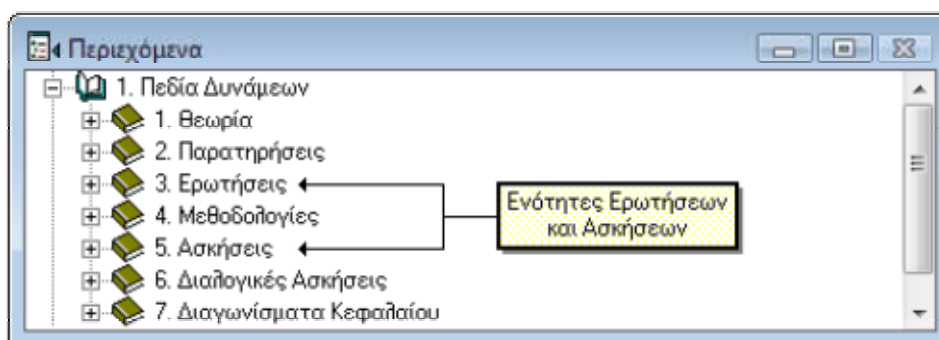 Περιεχόμενα
1. Πεδία Δυνάμεων
1. Θεωρία
2. Παρατηρήσεις
3. Ερωτήσεις
4. Μεθοδολογίες
5. Ασκήσεις
6. Διαλογικές Ασκήσεις
7. Διαγωνίσματα Κεφαλαίου
Ενότητες Ερωτήσεων
και Ασκήσεων